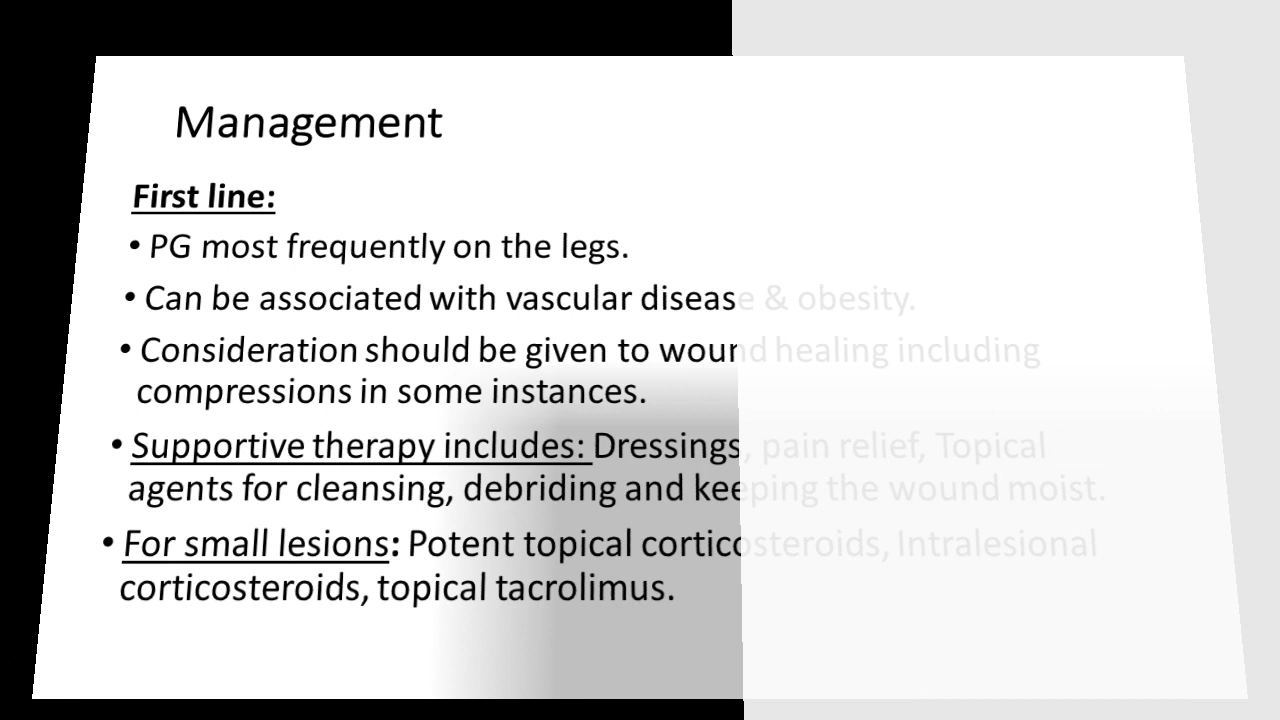 Management
First line:
• PG most frequently on the legs.
• Can be associated with vascular disease & obesity.
• Consideration should be given to wound healing including
compressions in some instances.
• Supportive therapy includes: Dressings, pain relief, Topical
agents for cleansing, debriding and keeping the wound moist.
• For small lesions: Potent topical corticosteroids, Intralesional
corticosteroids, topical tacrolimus.